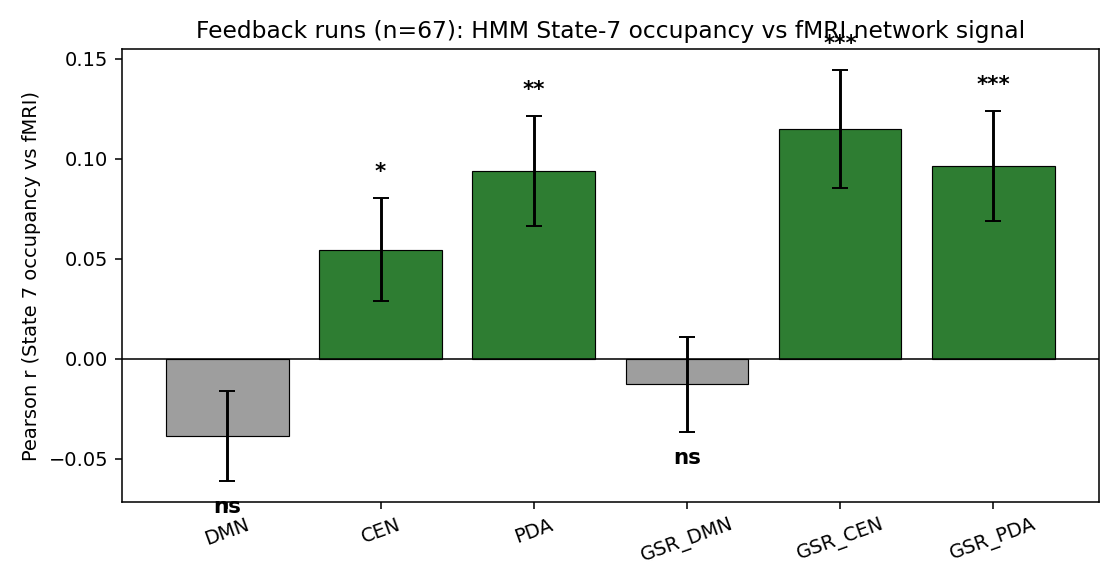 Feedback runs (n=67): HMM State-7 occupancy vs fMRI network signal
Pearson r (State 7 occupancy vs fMRI)
0.15
0.10
0.05
0.00
−0.05
ns
*
**
ns
***
***
DMN
CEN
PDA
GSR_DMN
GSR_CEN
GSR_PDA